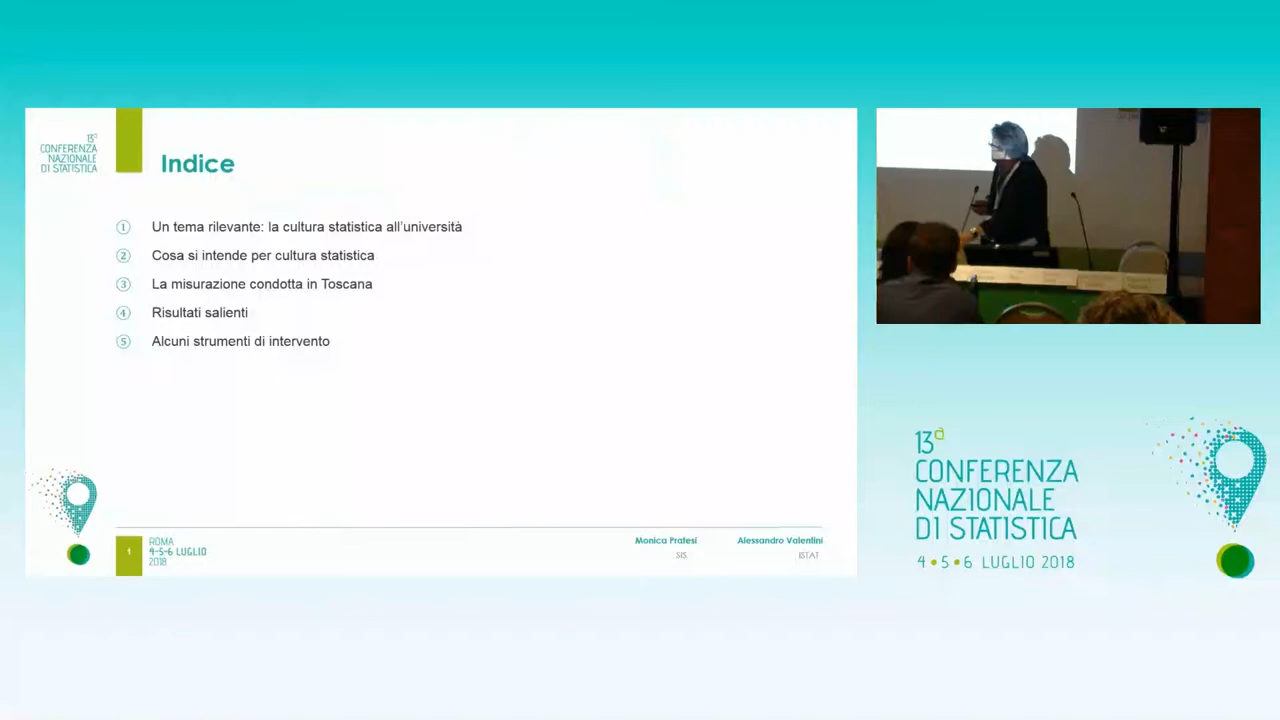 13ª
CONFERENZA
NAZIONALE
DI STATISTICA
Indice
1 Un tema rilevante: la cultura statistica all'università
2 Cosa si intende per cultura statistica
3 La misurazione condotta in Toscana
4 Risultati salienti
5 Alcuni strumenti di intervento
1
ROMA
4-5-6 LUGLIO
2018
Monica Pratesi
SIS
Alessandro Valentini
ISTAT
13ª
CONFERENZA
NAZIONALE
DI STATISTICA
4•5•6 LUGLIO 2018